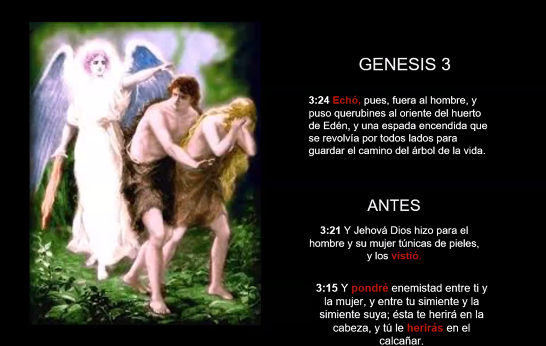 GENESIS 3
3:24 Echó, pues, fuera al hombre, y
puso querubines al oriente del huerto
de Edén, y una espada encendida que
se revolvía por todos lados para
guardar el camino del árbol de la vida.
ANTES
3:21 Y Jehová Dios hizo para el
hombre y su mujer túnicas de pieles,
y los vistió.
3:15 Y pondré enemistad entre ti y
la mujer, y entre tu simiente y la
simiente suya; ésta te herirá en la
cabeza, y tú le herirás en el
calcañar.